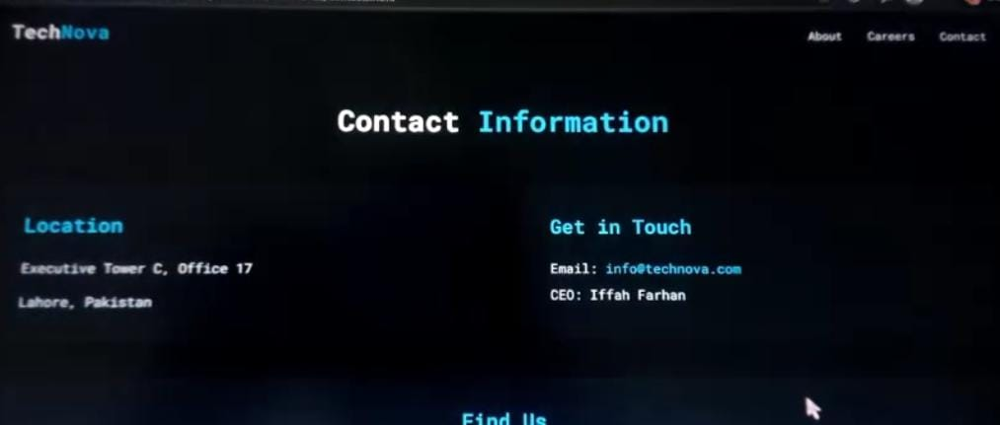 TechNova
About Careers Contact
Contact Information
Location
Executive Tower C, Office 17
Lahore, Pakistan
Get in Touch
Email: info@technova.com
CEO: Iffah Farhan
Find Us